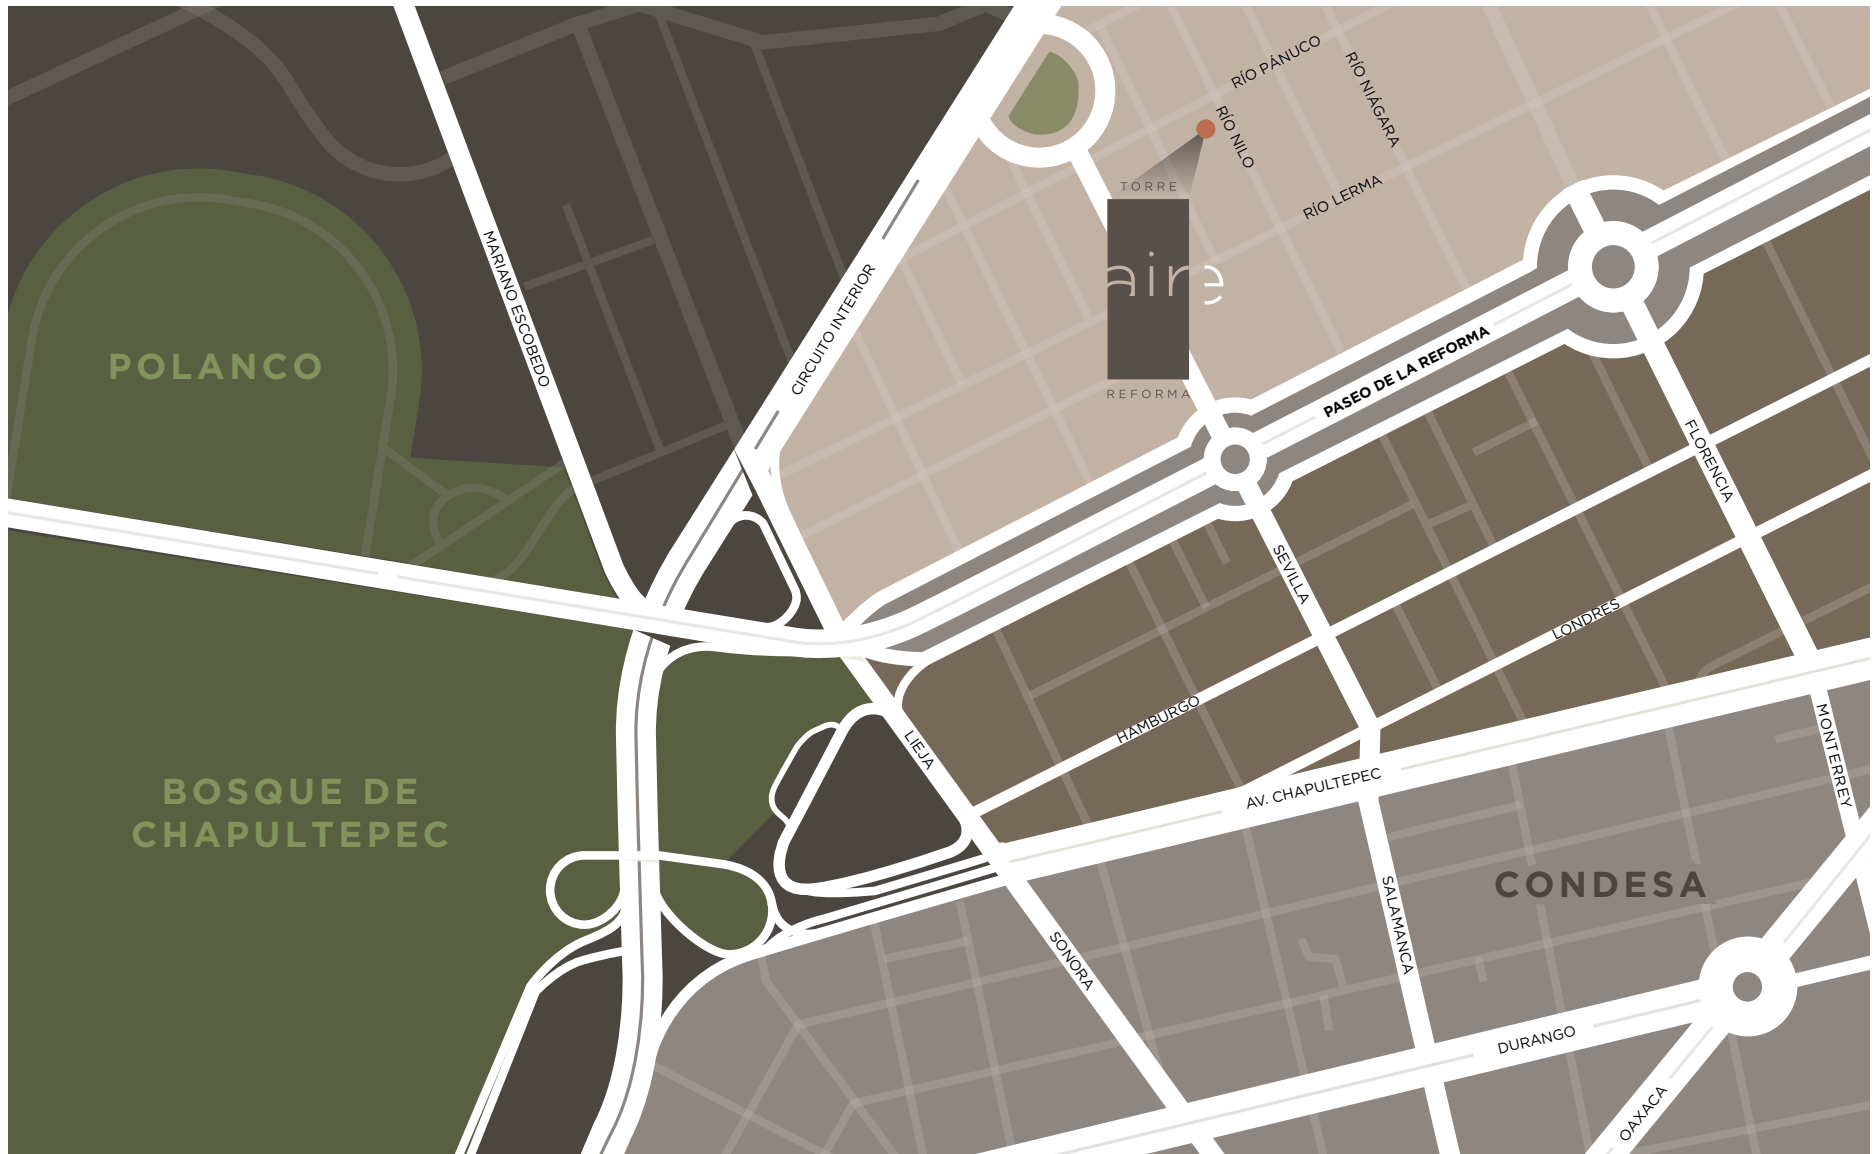 RÍO PÁNUCO
RÍO NIÁGARA
RÍO NILO
RÍO LERMA
TORRE
aire
REFORMA
MARIANO ESCOBEDO
CIRCUITO INTERIOR
PASEO DE LA REFORMA
POLANCO
FLORENCIA
SEVILLA
LONDRES
HAMBURGO
LIEJA
MONTERREY
AV. CHAPULTEPEC
BOSQUE DE
CHAPULTEPEC
CONDESA
SALAMANCA
SONORA
DURANGO
OAXACA